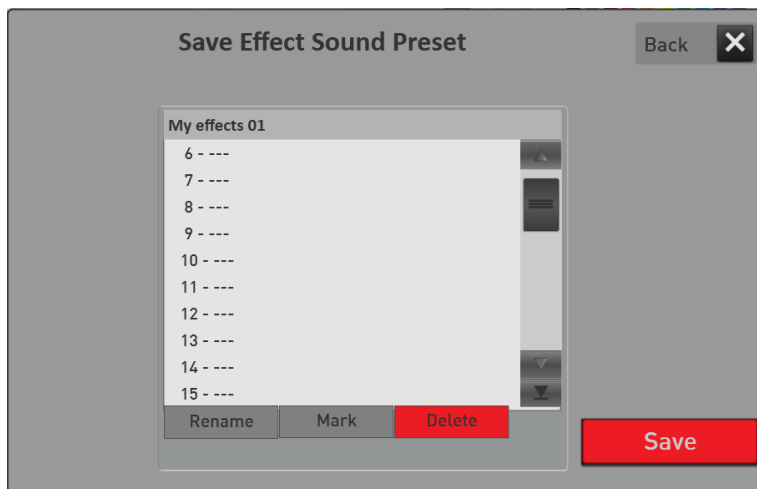 Save Effect Sound Preset
Back
My effects 01
6 - ---
7 - ---
8 - ---
9 - ---
10 - ---
11 - ---
12 - ---
13 - ---
14 - ---
15 - ---
Rename Mark Delete
Save